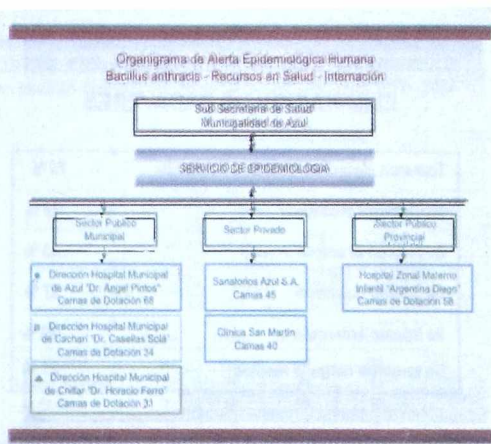 Organigrama de Alerta Epidemiológica Humana
Bacillus anthracis - Recursos en Salud - Internación
Sub Secretaría de Salud
Municipalidad de Azul
SERVICIO DE EPIDEMIOLOGIA
Sector Público
Municipal
Sector Privado
Sector Público
Provincial
Dirección Hospital Municipal
de Azul "Dr. Ángel Pintos"
Camas de Dotación 68
Dirección Hospital Municipal
de Cacharí "Dr. Casellas Solá"
Camas de Dotación 34
Dirección Hospital Municipal
de Chillar "Dr. Horacio Ferro"
Camas de Dotación 33
Sanatorios Azul S.A.
Camas 45
Clínica San Martín
Camas 40
Hospital Zonal Materno
Infantil "Argentina Diego"
Camas de Dotación 58